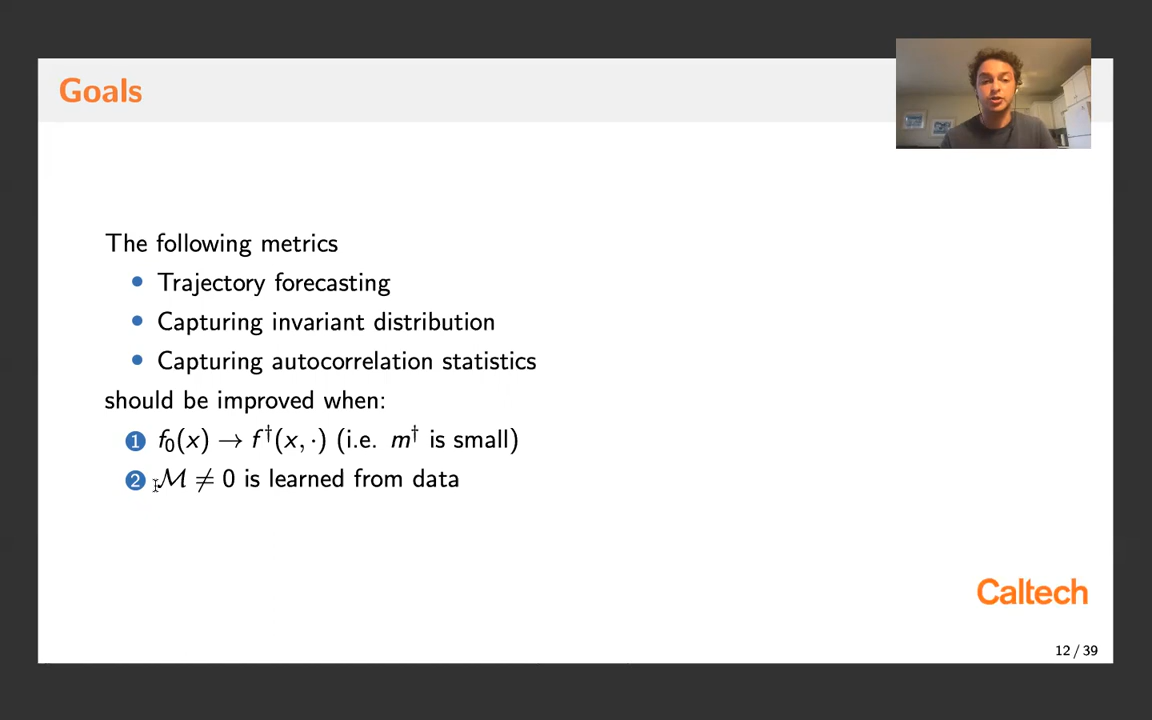 Goals
The following metrics
• Trajectory forecasting
• Capturing invariant distribution
• Capturing autocorrelation statistics
should be improved when:
1 f₀(x) → f†(x, ·) (i.e. m† is small)
2 ℳ ≠ 0 is learned from data
Caltech
12 / 39